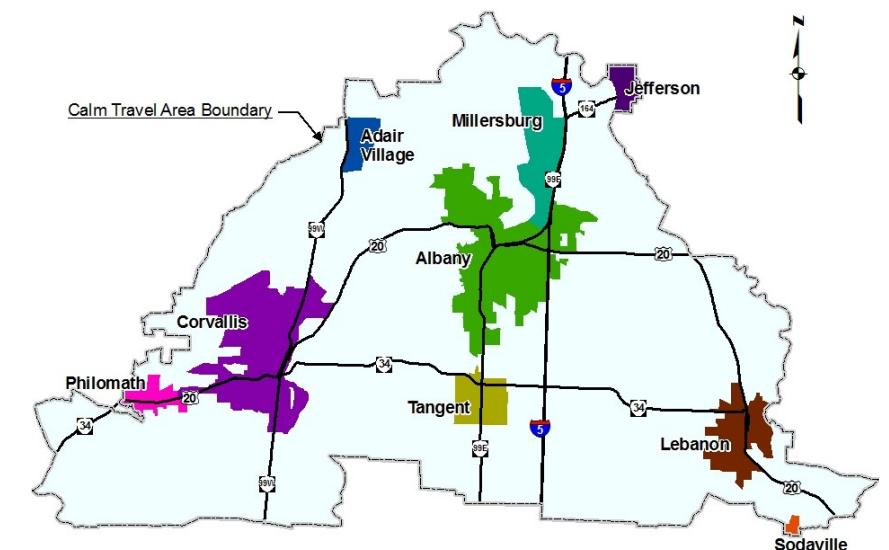 N
5
Jefferson
164
Calm Travel Area Boundary
Millersburg
Adair
Village
99E
99W
20
Albany
20
Corvallis
34
Philomath
20
Tangent
34
34
5
Lebanon
99E
99W
20
Sodaville